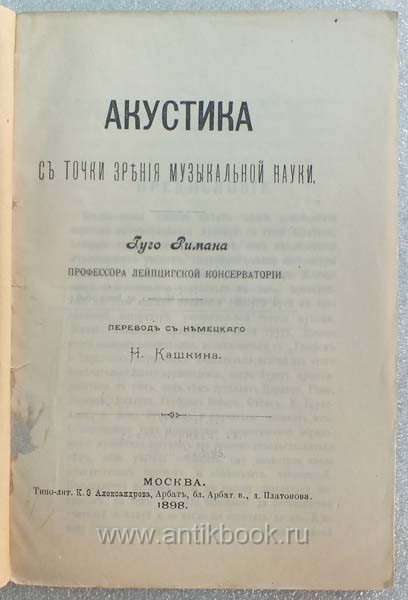 АКУСТИКА
СЪ ТОЧКИ ЗРѢНІЯ МУЗЫКАЛЬНОЙ НАУКИ.
Гуго Римана
ПРОФЕССОРА ЛЕЙПЦИГСКОЙ КОНСЕРВАТОРІИ.
ПЕРЕВОДЪ СЪ НѢМЕЦКАГО
Н. Кашкина.
МОСКВА.
Типо-лит. К. Ѳ Александрова, Арбатъ, бл. Арбат. в., д. Платонова.
1898.
www.antikbook.ru